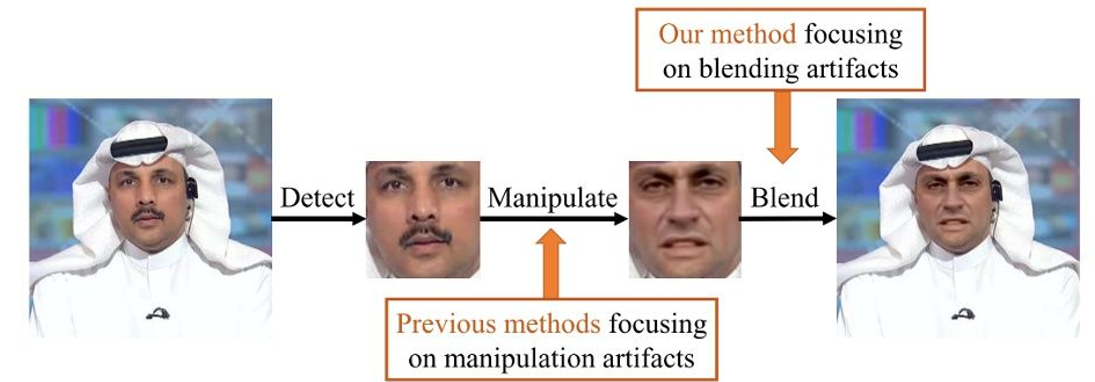 Our method focusing
on blending artifacts
Detect
Manipulate
Blend
Previous methods focusing
on manipulation artifacts